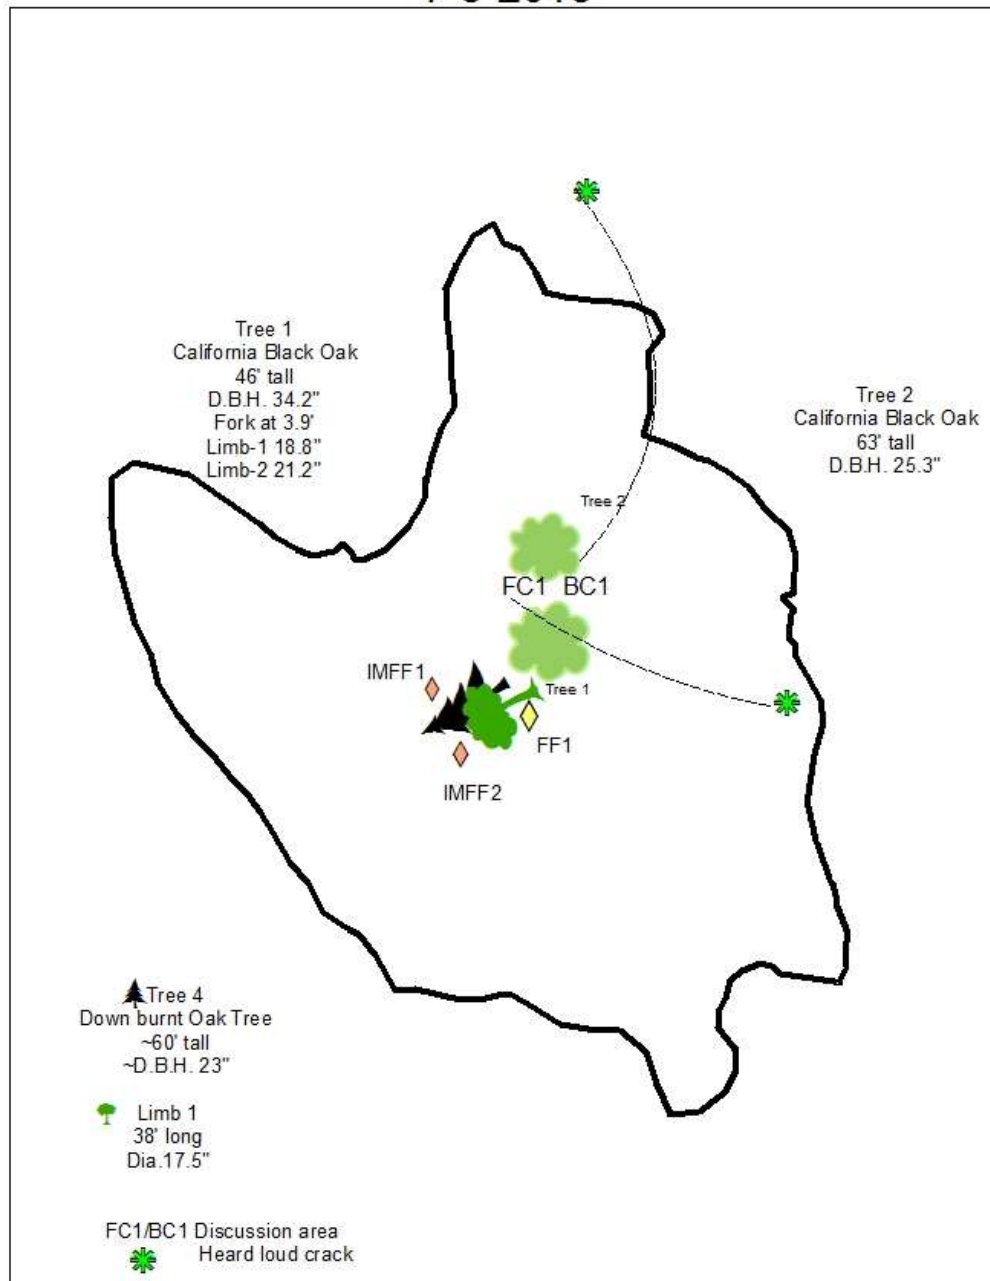 Tree 1
California Black Oak
46' tall
D.B.H. 34.2"
Fork at 3.9'
Limb-1 18.8"
Limb-2 21.2"
Tree 2
California Black Oak
63' tall
D.B.H. 25.3"
Tree 2
FC1 BC1
IMFF1
Tree 1
FF1
IMFF2
Tree 4
Down burnt Oak Tree
~60' tall
~D.B.H. 23"
Limb 1
38' long
Dia.17.5"
FC1/BC1 Discussion area
Heard loud crack